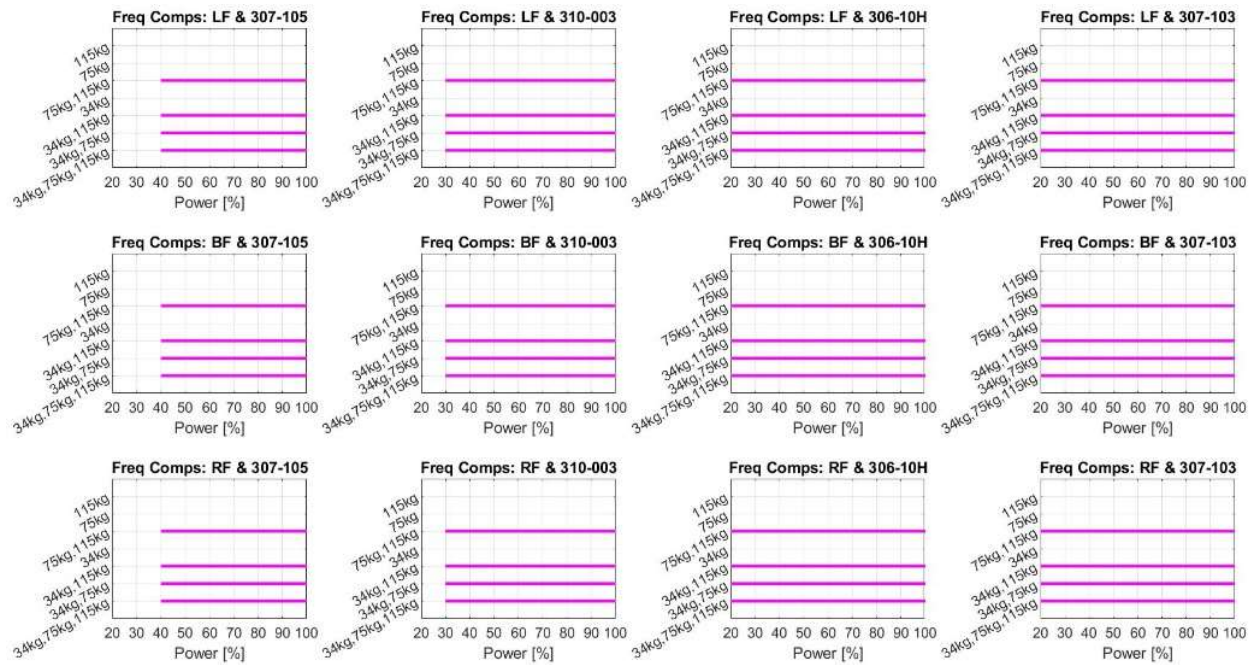 Freq Comps: LF & 307-105
115kg
75kg
75kg,115kg
34kg
34kg,115kg
34kg,75kg
34kg,75kg,115kg
20 30 40 50 60 70 80 90 100
Power [%]
Freq Comps: LF & 310-003
115kg
75kg
75kg,115kg
34kg
34kg,115kg
34kg,75kg
34kg,75kg,115kg
20 30 40 50 60 70 80 90 100
Power [%]
Freq Comps: LF & 306-10H
115kg
75kg
75kg,115kg
34kg
34kg,115kg
34kg,75kg
34kg,75kg,115kg
20 30 40 50 60 70 80 90 100
Power [%]
Freq Comps: LF & 307-103
115kg
75kg
75kg,115kg
34kg
34kg,115kg
34kg,75kg
34kg,75kg,115kg
20 30 40 50 60 70 80 90 100
Power [%]
Freq Comps: BF & 307-105
115kg
75kg
75kg,115kg
34kg
34kg,115kg
34kg,75kg
34kg,75kg,115kg
20 30 40 50 60 70 80 90 100
Power [%]
Freq Comps: BF & 310-003
115kg
75kg
75kg,115kg
34kg
34kg,115kg
34kg,75kg
34kg,75kg,115kg
20 30 40 50 60 70 80 90 100
Power [%]
Freq Comps: BF & 306-10H
115kg
75kg
75kg,115kg
34kg
34kg,115kg
34kg,75kg
34kg,75kg,115kg
20 30 40 50 60 70 80 90 100
Power [%]
Freq Comps: BF & 307-103
115kg
75kg
75kg,115kg
34kg
34kg,115kg
34kg,75kg
34kg,75kg,115kg
20 30 40 50 60 70 80 90 100
Power [%]
Freq Comps: RF & 307-105
115kg
75kg
75kg,115kg
34kg
34kg,115kg
34kg,75kg
34kg,75kg,115kg
20 30 40 50 60 70 80 90 100
Power [%]
Freq Comps: RF & 310-003
115kg
75kg
75kg,115kg
34kg
34kg,115kg
34kg,75kg
34kg,75kg,115kg
20 30 40 50 60 70 80 90 100
Power [%]
Freq Comps: RF & 306-10H
115kg
75kg
75kg,115kg
34kg
34kg,115kg
34kg,75kg
34kg,75kg,115kg
20 30 40 50 60 70 80 90 100
Power [%]
Freq Comps: RF & 307-103
115kg
75kg
75kg,115kg
34kg
34kg,115kg
34kg,75kg
34kg,75kg,115kg
20 30 40 50 60 70 80 90 100
Power [%]